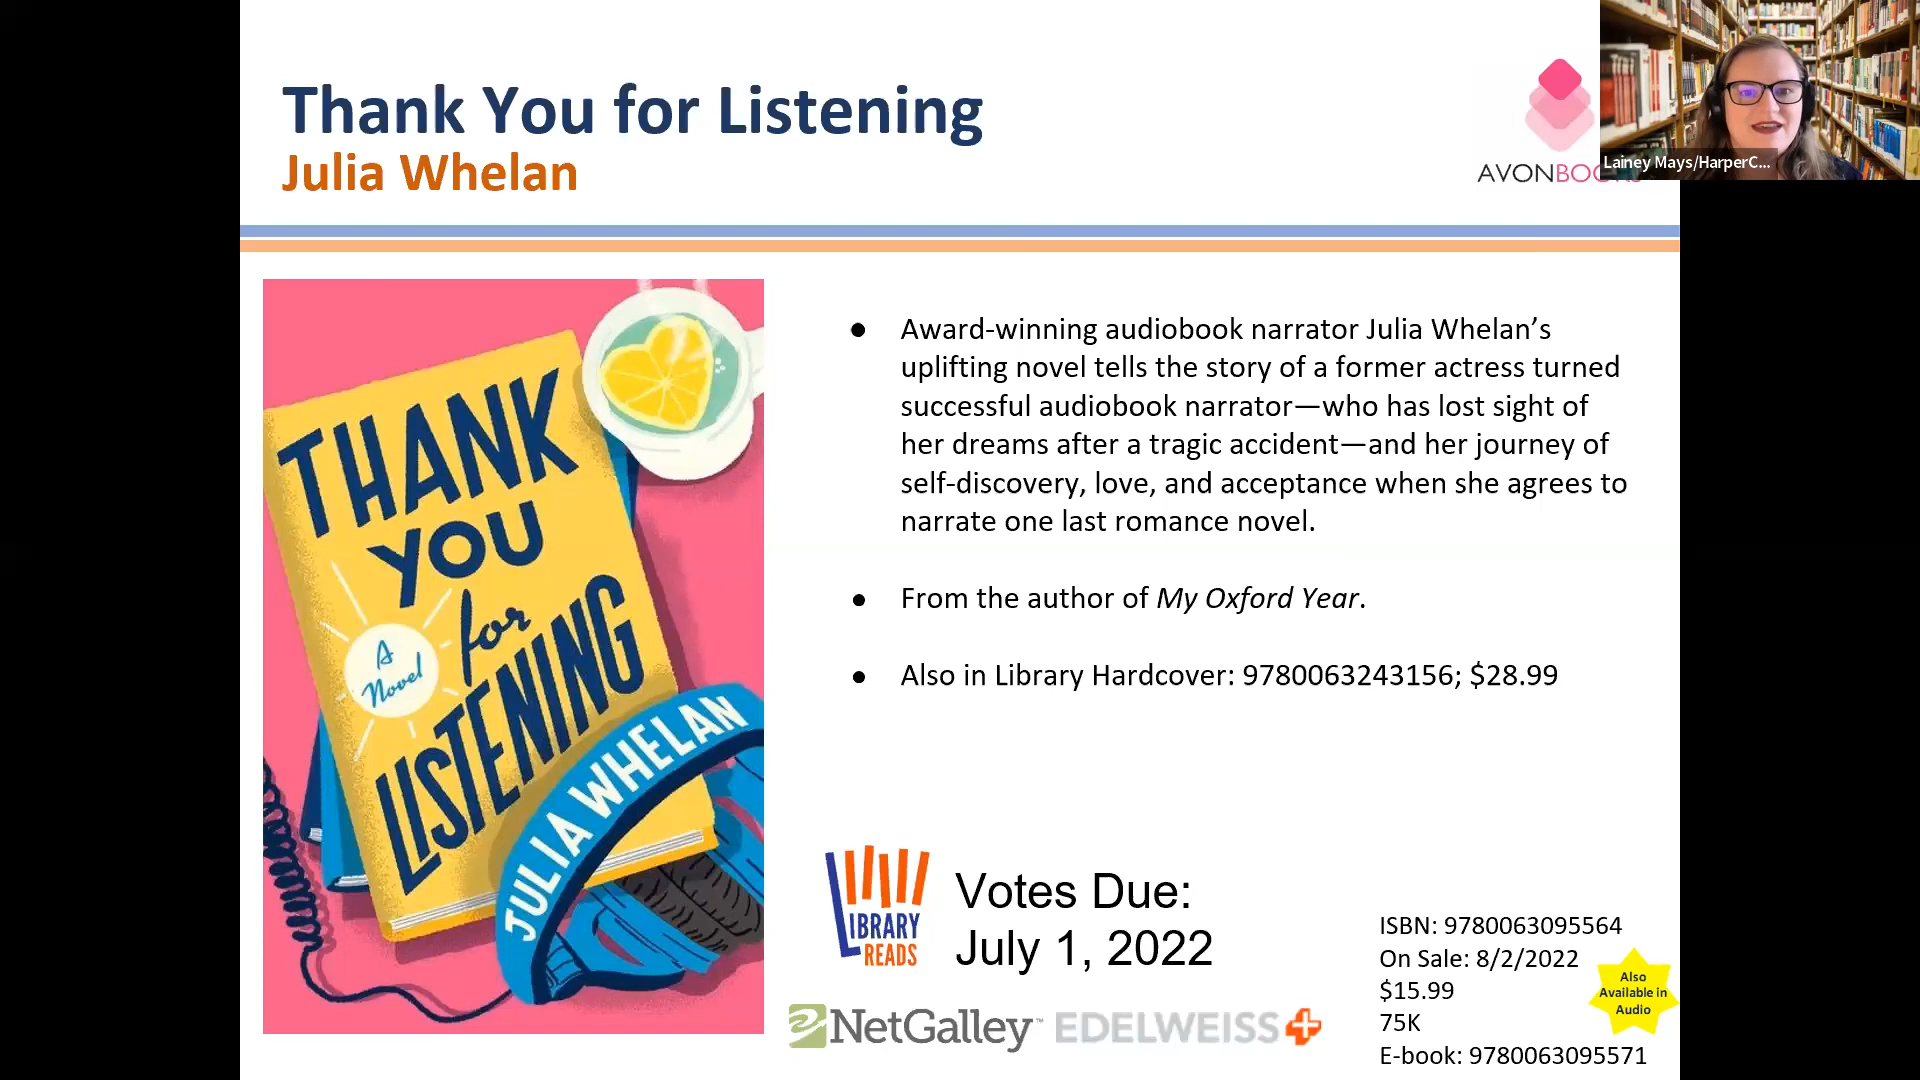 Thank You for Listening
Julia Whelan
AVONBOO
Lainey Mays/HarperC...
THANK
YOU
for
LISTENING
A
Novel
JULIA WHELAN
● Award-winning audiobook narrator Julia Whelan’s
uplifting novel tells the story of a former actress turned
successful audiobook narrator—who has lost sight of
her dreams after a tragic accident—and her journey of
self-discovery, love, and acceptance when she agrees to
narrate one last romance novel.
● From the author of My Oxford Year.
● Also in Library Hardcover: 9780063243156; $28.99
LIBRARY
READS
Votes Due:
July 1, 2022
NetGalley™
EDELWEISS
ISBN: 9780063095564
On Sale: 8/2/2022
$15.99
75K
E-book: 9780063095571
Also
Available in
Audio